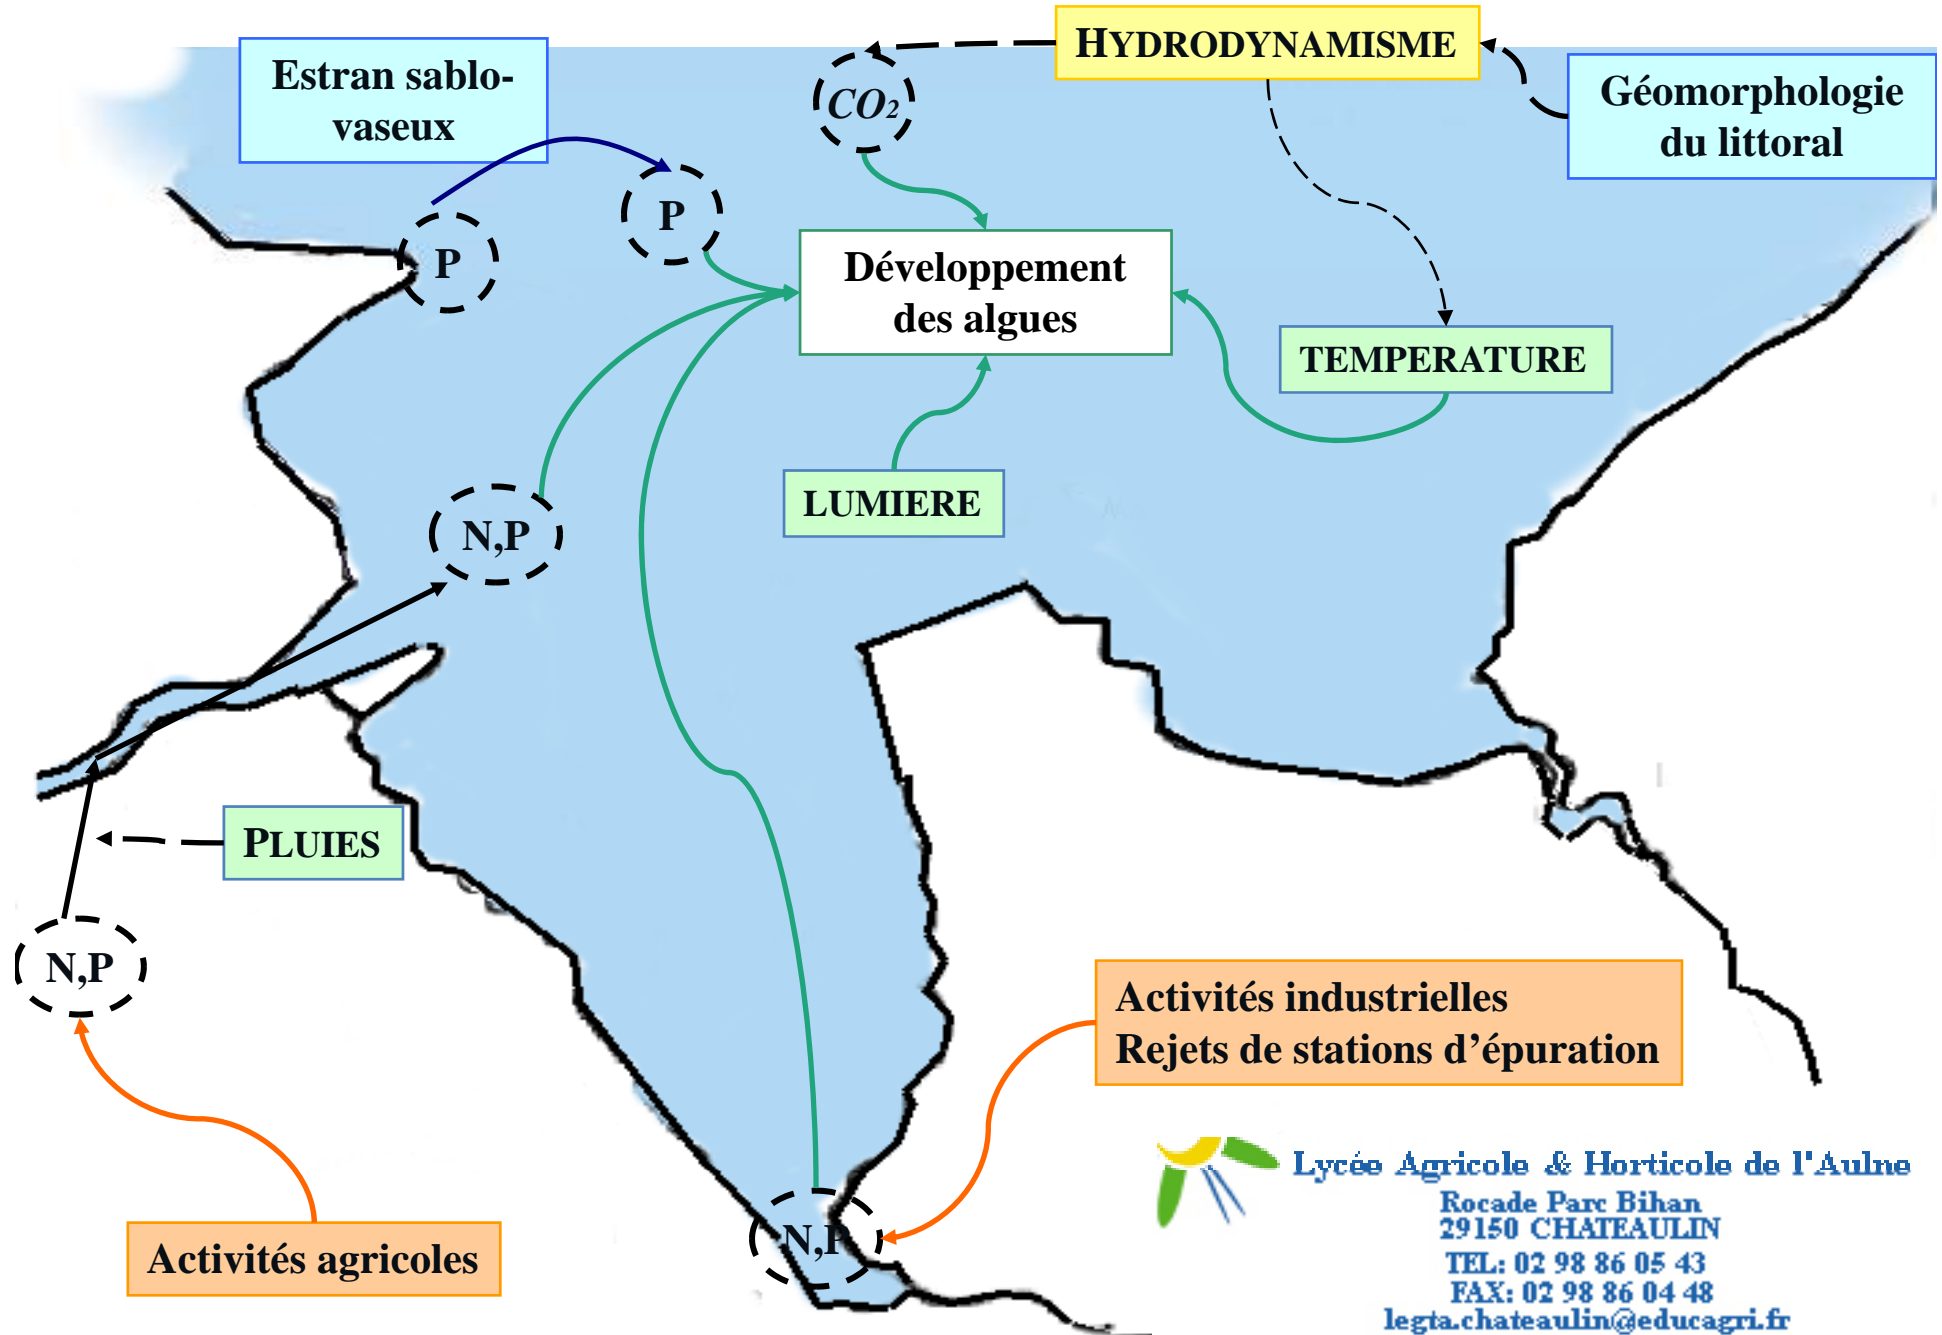 HYDRODYNAMISME
Estran sablo-
vaseux
CO2
Géomorphologie
du littoral
P
P
Développement
des algues
TEMPERATURE
LUMIERE
N,P
PLUIES
N,P
Activités industrielles
Rejets de stations d’épuration
Activités agricoles
N,P
Lycée Agricole & Horticole de l'Aulne
Rocade Parc Bihan
29150 CHATEAULIN
TEL: 02 98 86 05 43
FAX: 02 98 86 04 48
legta.chateaulin@educagri.fr